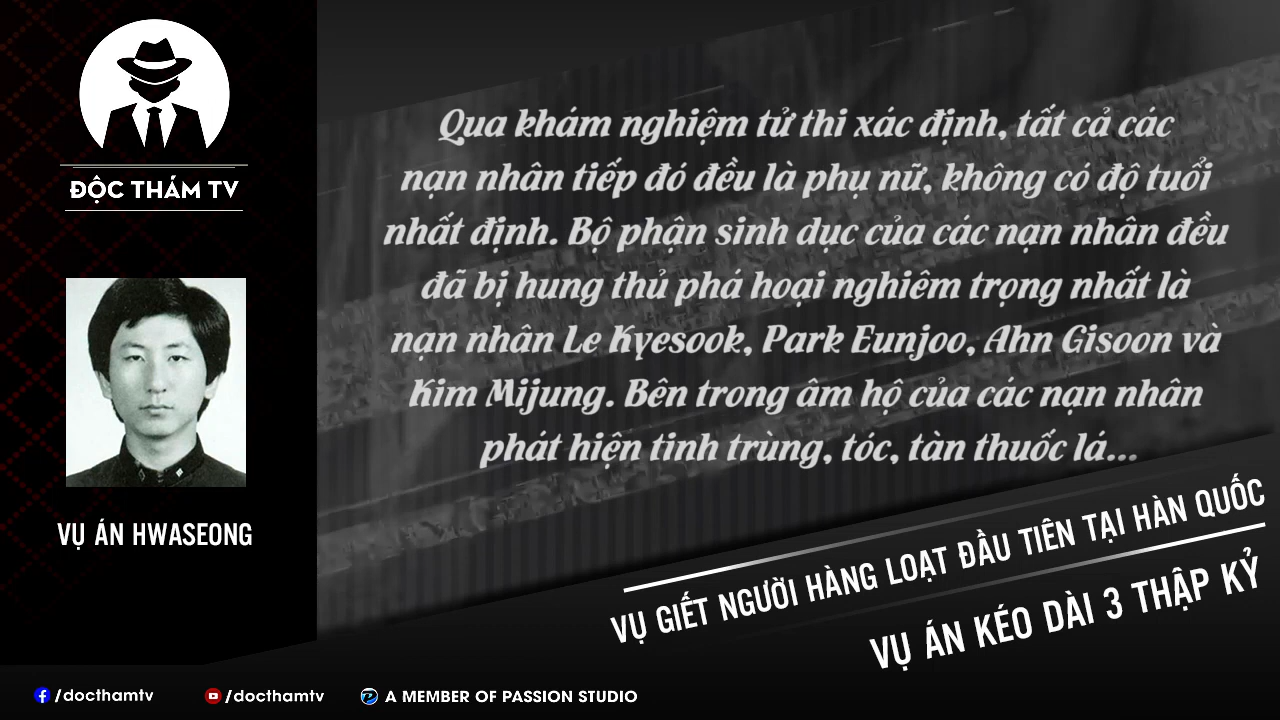 ĐỘC THÁM TV
VỤ ÁN HWASEONG
Qua khám nghiệm tử thi xác định, tất cả các
nạn nhân tiếp đó đều là phụ nữ, không có độ tuổi
nhất định. Bộ phận sinh dục của các nạn nhân đều
đã bị hung thủ phá hoại nghiêm trọng nhất là
nạn nhân Le Kyesook, Park Eunjoo, Ahn Gisoon và
Kim Mijung. Bên trong âm hộ của các nạn nhân
phát hiện tinh trùng, tóc, tàn thuốc lá...
VỤ GIẾT NGƯỜI HÀNG LOẠT ĐẦU TIÊN TẠI HÀN QUỐC
VỤ ÁN KÉO DÀI 3 THẬP KỶ
/docthamtv
/docthamtv
A MEMBER OF PASSION STUDIO